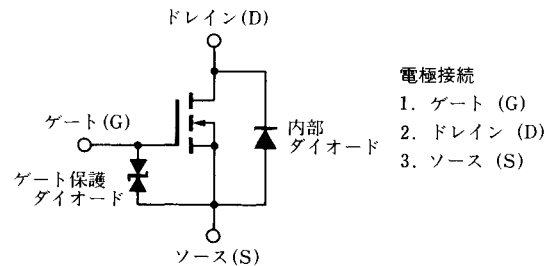 ドレイン(D)
ゲート(G)
ゲート保護
ダイオード
内部
ダイオード
ソース(S)
電極接続
1. ゲート (G)
2. ドレイン (D)
3. ソース (S)